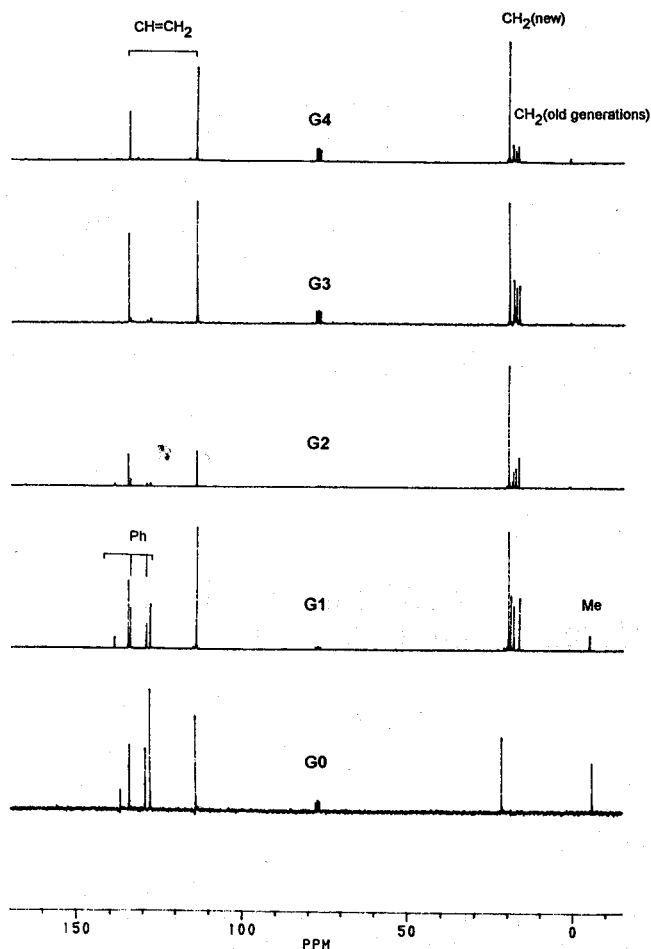 CH2(new)
CH=CH2
CH2(old generations)
G4
G3
G2
Ph
G1
Me
G0
150 100 50 0
PPM